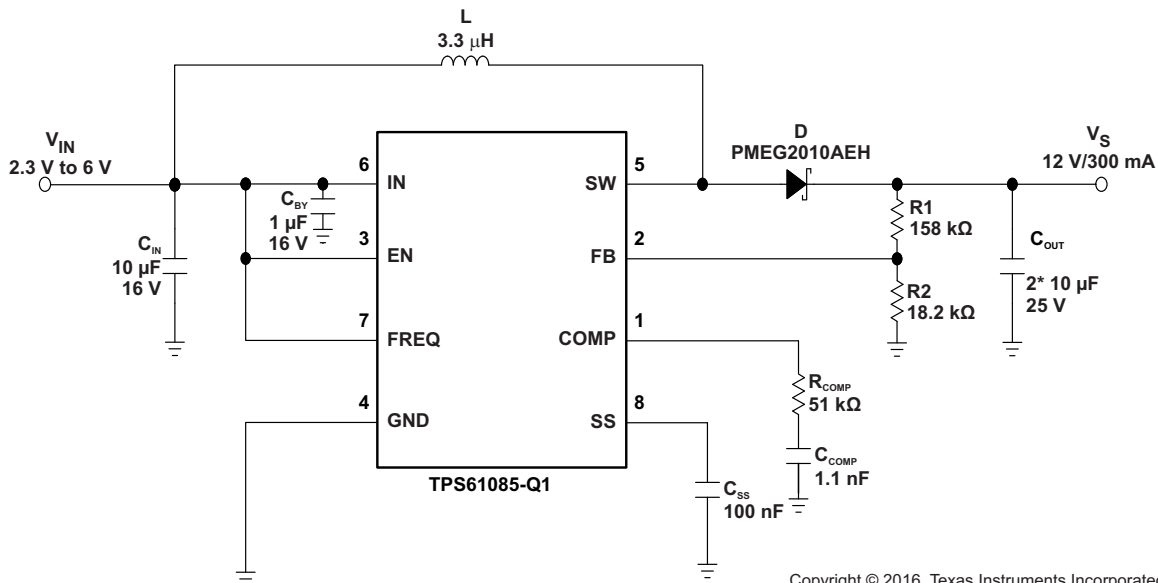 L
3.3 μH
V_IN
2.3 V to 6 V
D
PMEG2010AEH
V_S
12 V/300 mA
6
IN
SW
5
C_BY
1 µF
16 V
C_IN
10 µF
16 V
3
EN
FB
2
R1
158 kΩ
R2
18.2 kΩ
C_OUT
2* 10 µF
25 V
7
FREQ
COMP
1
R_COMP
51 kΩ
C_COMP
1.1 nF
4
GND
SS
8
C_SS
100 nF
TPS61085-Q1
Copyright © 2016, Texas Instruments Incorporated